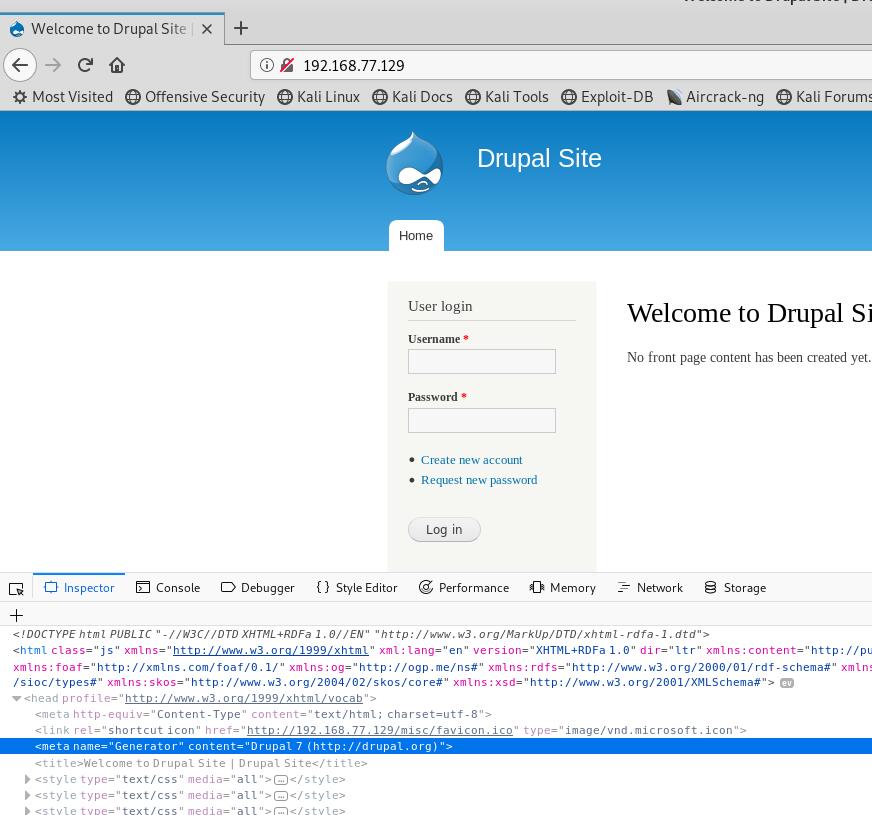 Welcome to Drupal Site |
192.168.77.129
Most Visited Offensive Security Kali Linux Kali Docs Kali Tools Exploit-DB Aircrack-ng Kali Forums
Drupal Site
Home
User login
Username *
Password *
Create new account
Request new password
Log in
Welcome to Drupal Si
No front page content has been created yet.
Inspector Console Debugger {} Style Editor Performance Memory Network Storage
+
<!DOCTYPE html PUBLIC "-//W3C//DTD XHTML+RDFa 1.0//EN" "http://www.w3.org/MarkUp/DTD/xhtml-rdfa-1.dtd">
<html class="js" xmlns="http://www.w3.org/1999/xhtml" xml:lang="en" version="XHTML+RDFa 1.0" dir="ltr" xmlns:content="http://pu
xmlns:foaf="http://xmlns.com/foaf/0.1/" xmlns:og="http://ogp.me/ns#" xmlns:rdfs="http://www.w3.org/2000/01/rdf-schema#" xmlns
/sioc/types#" xmlns:skos="http://www.w3.org/2004/02/skos/core#" xmlns:xsd="http://www.w3.org/2001/XMLSchema#"> ev
<head profile="http://www.w3.org/1999/xhtml/vocab">
<meta http-equiv="Content-Type" content="text/html; charset=utf-8">
<link rel="shortcut icon" href="http://192.168.77.129/misc/favicon.ico" type="image/vnd.microsoft.icon">
<meta name="Generator" content="Drupal 7 (http://drupal.org)">
<title>Welcome to Drupal Site | Drupal Site</title>
<style type="text/css" media="all">…</style>
<style type="text/css" media="all">…</style>
<style type="text/css" media="all">…</style>